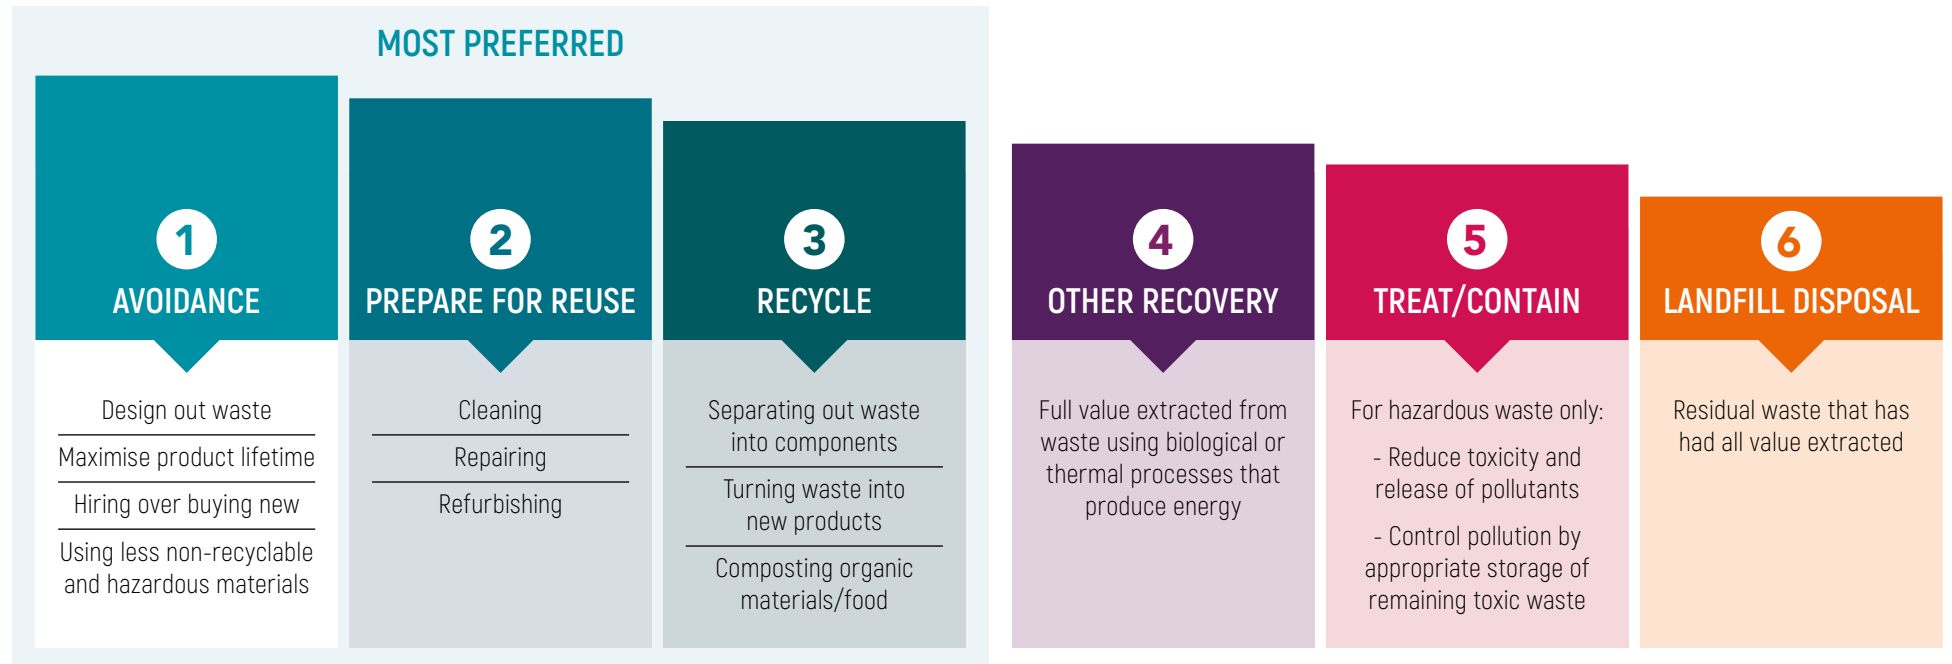 MOST PREFERRED
1
AVOIDANCE
Design out waste
Maximise product lifetime
Hiring over buying new
Using less non-recyclable
and hazardous materials
2
PREPARE FOR REUSE
Cleaning
Repairing
Refurbishing
3
RECYCLE
Separating out waste
into components
Turning waste into
new products
Composting organic
materials/food
4
OTHER RECOVERY
Full value extracted from
waste using biological or
thermal processes that
produce energy
5
TREAT/CONTAIN
For hazardous waste only:
- Reduce toxicity and
release of pollutants
- Control pollution by
appropriate storage of
remaining toxic waste
6
LANDFILL DISPOSAL
Residual waste that has
had all value extracted